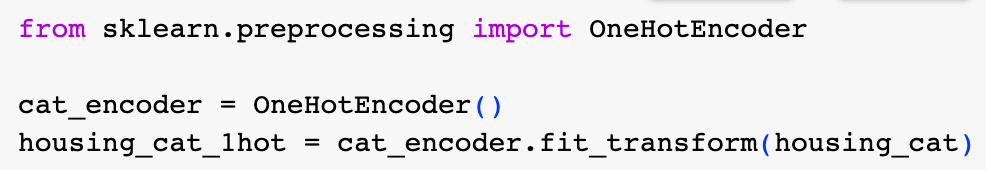 from sklearn.preprocessing import OneHotEncoder
cat_encoder = OneHotEncoder()
housing_cat_1hot = cat_encoder.fit_transform(housing_cat)